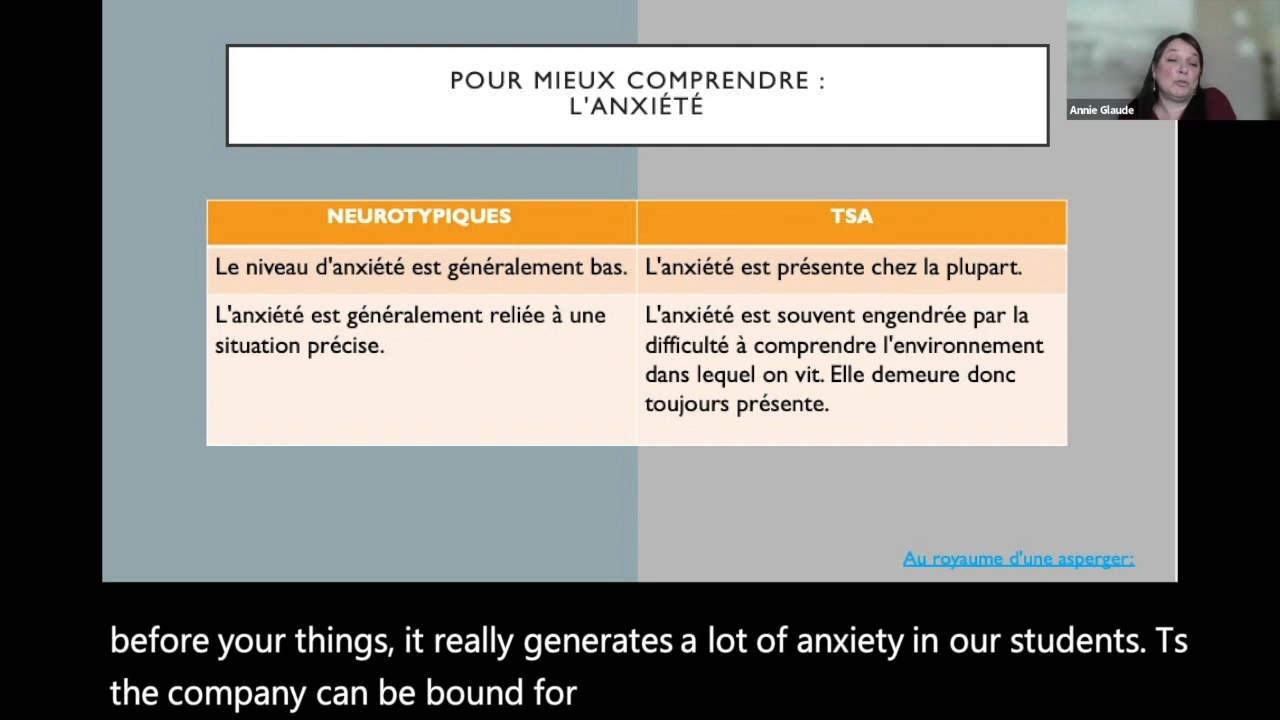 POUR MIEUX COMPRENDRE :
L'ANXIÉTÉ
Annie Glaude
NEUROTYPIQUES
TSA
Le niveau d'anxiété est généralement bas.
L'anxiété est présente chez la plupart.
L'anxiété est généralement reliée à une
situation précise.
L'anxiété est souvent engendrée par la
difficulté à comprendre l'environnement
dans lequel on vit. Elle demeure donc
toujours présente.
Au royaume d'une asperger:
before your things, it really generates a lot of anxiety in our students. Ts
the company can be bound for